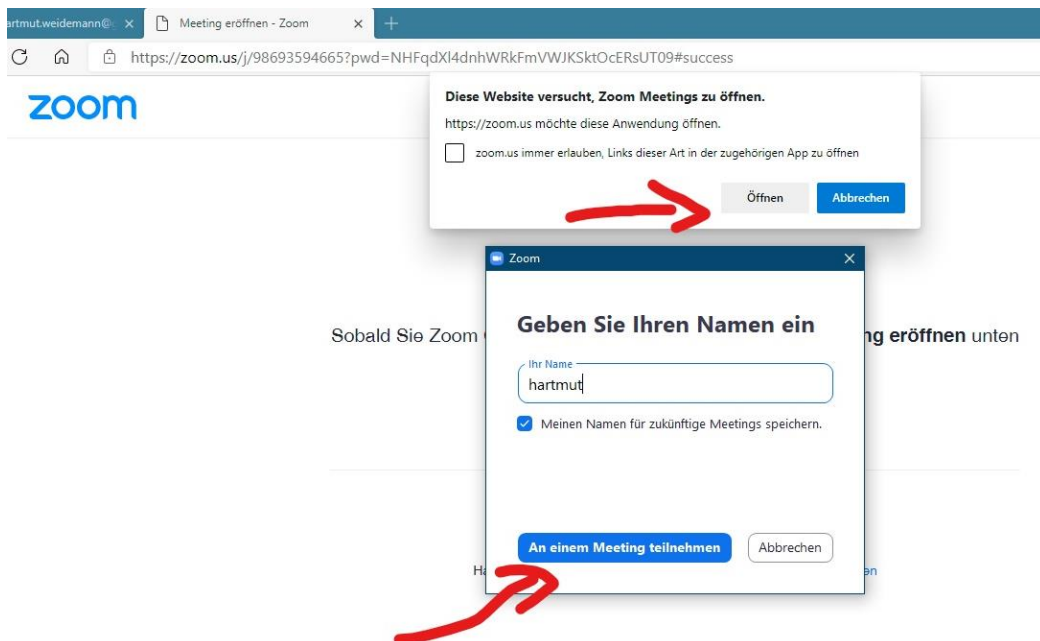 artmut.weidemann@
Meeting eröffnen - Zoom
https://zoom.us/j/98693594665?pwd=NHFqdXl4dnhWRkFmVWJKSktOcERsUT09#success
zoom
Diese Website versucht, Zoom Meetings zu öffnen.
https://zoom.us möchte diese Anwendung öffnen.
zoom.us immer erlauben, Links dieser Art in der zugehörigen App zu öffnen
Öffnen Abbrechen
Zoom
Geben Sie Ihren Namen ein
Sobald Sie Zoom
ng eröffnen unten
Ihr Name
hartmut
Meinen Namen für zukünftige Meetings speichern.
An einem Meeting teilnehmen Abbrechen